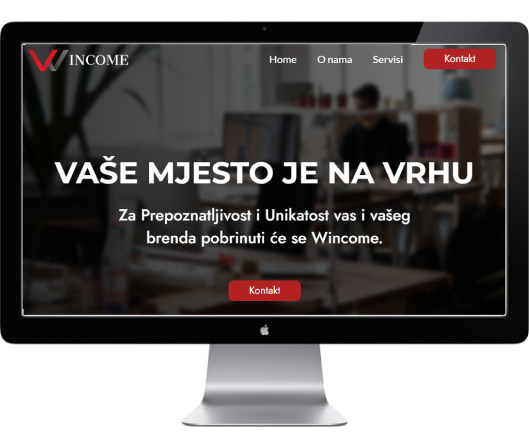 WINCOME
Home O nama Servisi Kontakt
VAŠE MJESTO JE NA VRHU
Za Prepoznatljivost i Unikatost vas i vašeg
brenda pobrinuti će se Wincome.
Kontakt